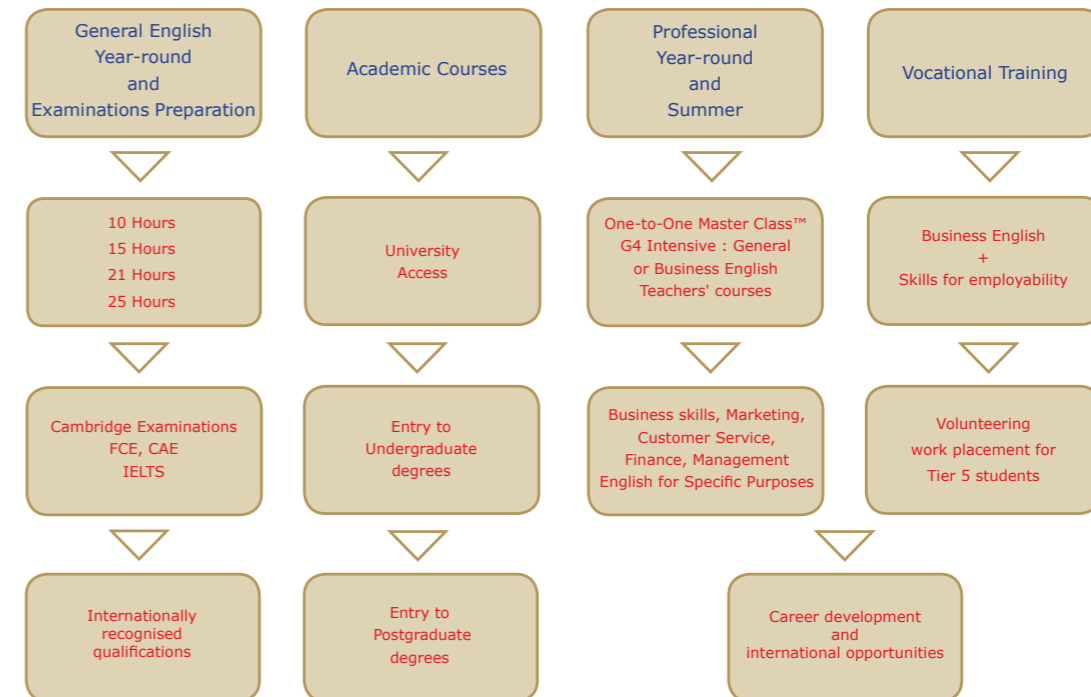 General English
Year-round
and
Examinations Preparation
Academic Courses
Professional
Year-round
and
Summer
Vocational Training
10 Hours
15 Hours
21 Hours
25 Hours
University
Access
One-to-One Master Class™
G4 Intensive : General
or Business English
Teachers' courses
Business English
+
Skills for employability
Cambridge Examinations
FCE, CAE
IELTS
Entry to
Undergraduate
degrees
Business skills, Marketing,
Customer Service,
Finance, Management
English for Specific Purposes
Volunteering
work placement for
Tier 5 students
Internationally
recognised
qualifications
Entry to
Postgraduate
degrees
Career development
and
international opportunities